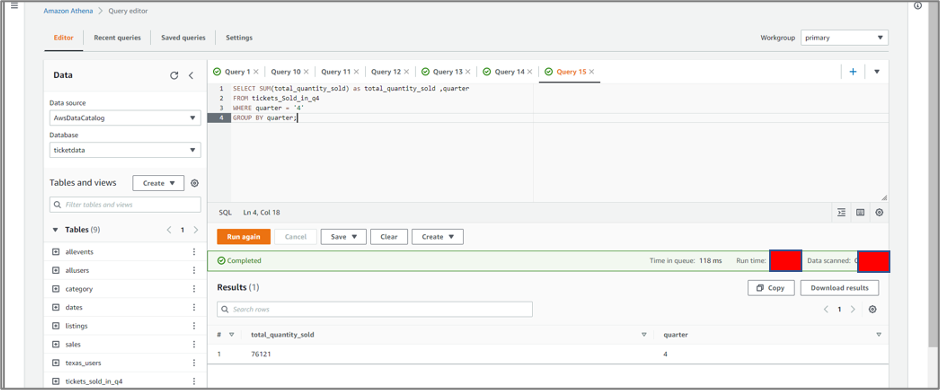 Amazon Athena > Query editor
Editor Recent queries Saved queries Settings
Workgroup primary
Data
Data source
AwsDataCatalog
Database
ticketdata
Tables and views Create
Filter tables and views
Tables (9) 1
allevents
allusers
category
dates
listings
sales
texas_users
tickets_sold_in_q4
Query 1 Query 10 Query 11 Query 12 Query 13 Query 14 Query 15
1 SELECT SUM(total_quantity_sold) as total_quantity_sold ,quarter
2 FROM tickets_Sold_in_q4
3 WHERE quarter = '4'
4 GROUP BY quarter;
SQL Ln 4, Col 18
Run again Cancel Save Clear Create
Completed Time in queue: 118 ms Run time: Data scanned:
Results (1) Copy Download results
Search rows 1
# total_quantity_sold quarter
1 76121 4